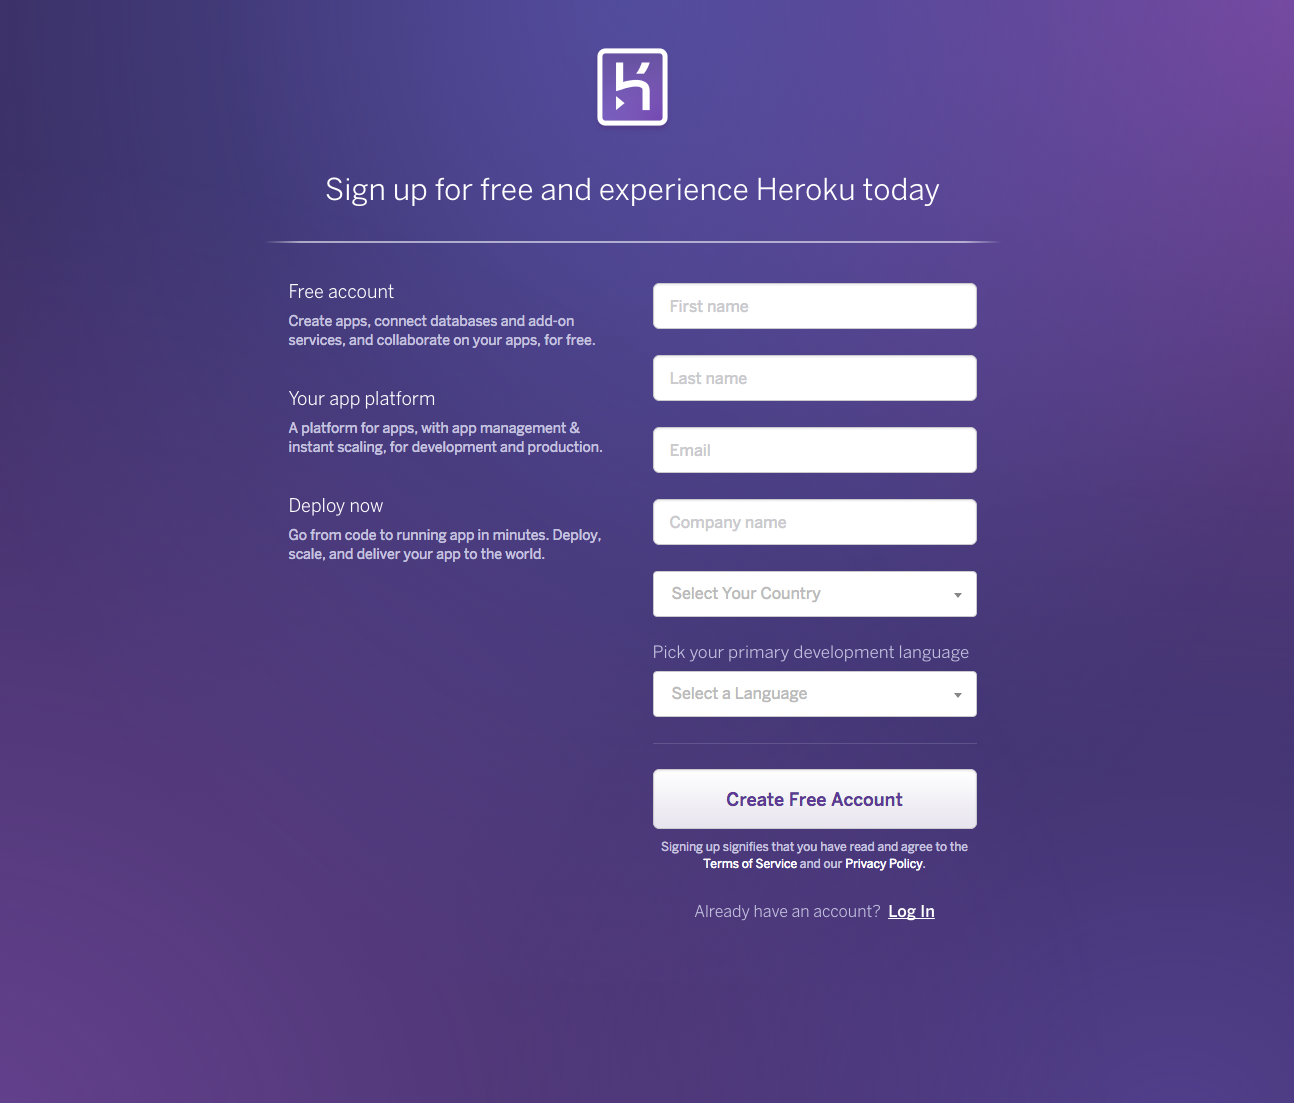 Sign up for free and experience Heroku today
Free account
Create apps, connect databases and add-on
services, and collaborate on your apps, for free.
Your app platform
A platform for apps, with app management &
instant scaling, for development and production.
Deploy now
Go from code to running app in minutes. Deploy,
scale, and deliver your app to the world.
First name
Last name
Email
Company name
Select Your Country
Pick your primary development language
Select a Language
Create Free Account
Signing up signifies that you have read and agree to the
Terms of Service and our Privacy Policy.
Already have an account? Log In